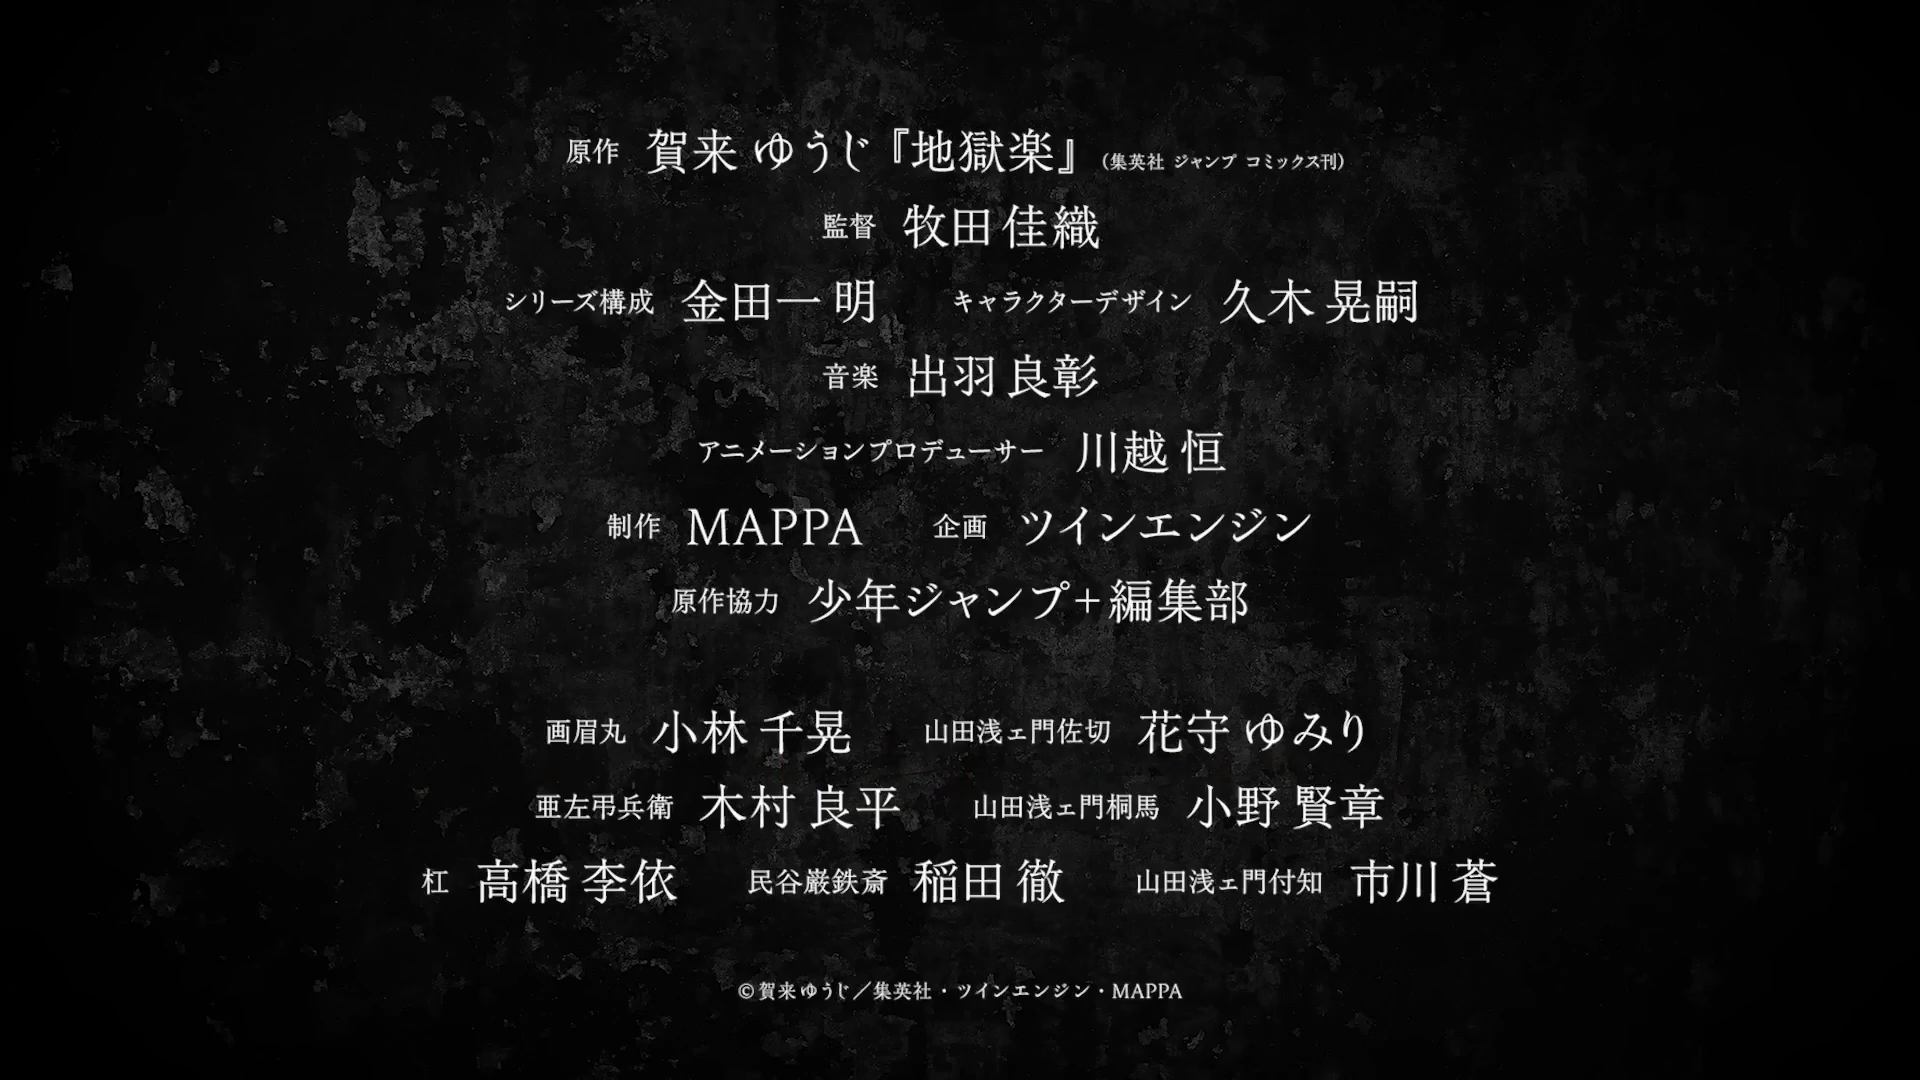 原作 賀来 ゆうじ『地獄楽』（集英社 ジャンプ コミックス刊）
監督 牧田 佳織
シリーズ構成 金田一 明 キャラクターデザイン 久木 晃嗣
音楽 出羽 良彰
アニメーションプロデューサー 川越 恒
制作 MAPPA 企画 ツインエンジン
原作協力 少年ジャンプ＋編集部
画眉丸 小林 千晃 山田浅ェ門佐切 花守 ゆみり
亜左弔兵衛 木村 良平 山田浅ェ門桐馬 小野 賢章
杠 高橋 李依 民谷巌鉄斎 稲田 徹 山田浅ェ門付知 市川 蒼
©賀来ゆうじ／集英社・ツインエンジン・MAPPA